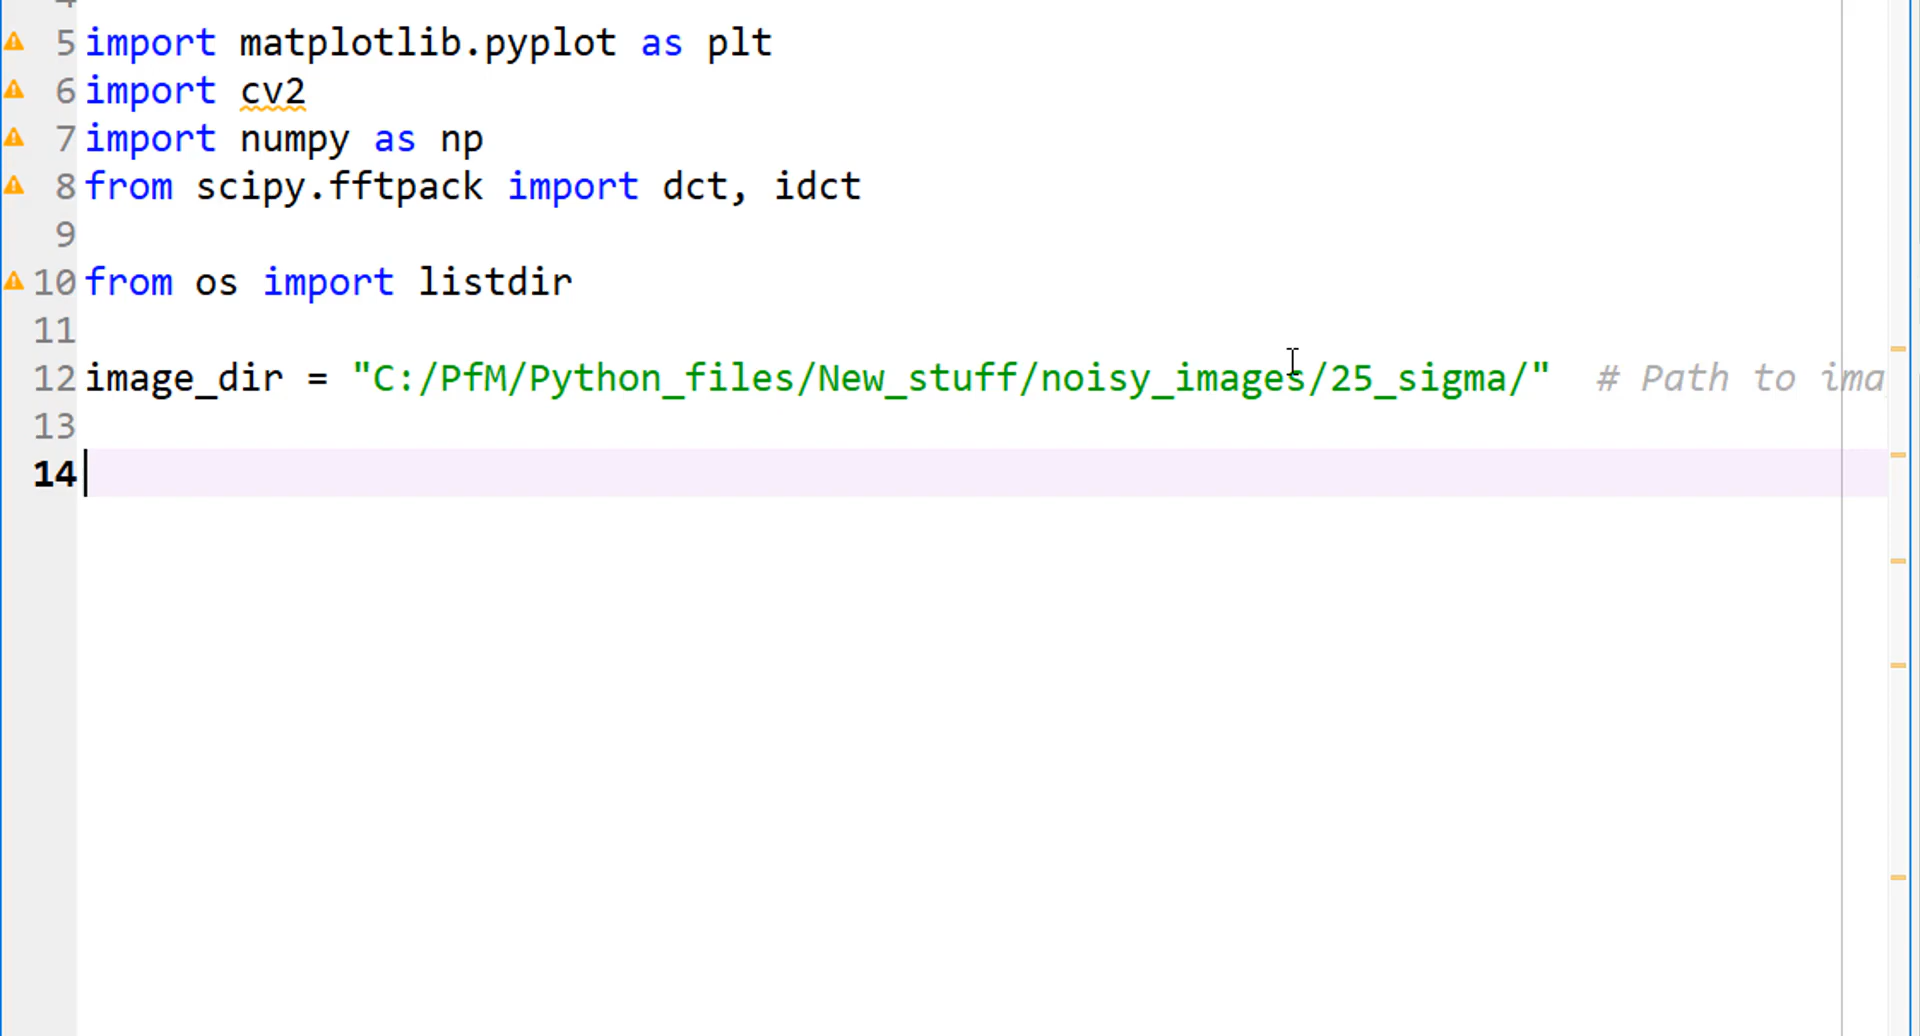 5 import matplotlib.pyplot as plt
6 import cv2
7 import numpy as np
8 from scipy.fftpack import dct, idct
9
10 from os import listdir
11
12 image_dir = "C:/PfM/Python_files/New_stuff/noisy_images/25_sigma/"  # Path to ima
13
14